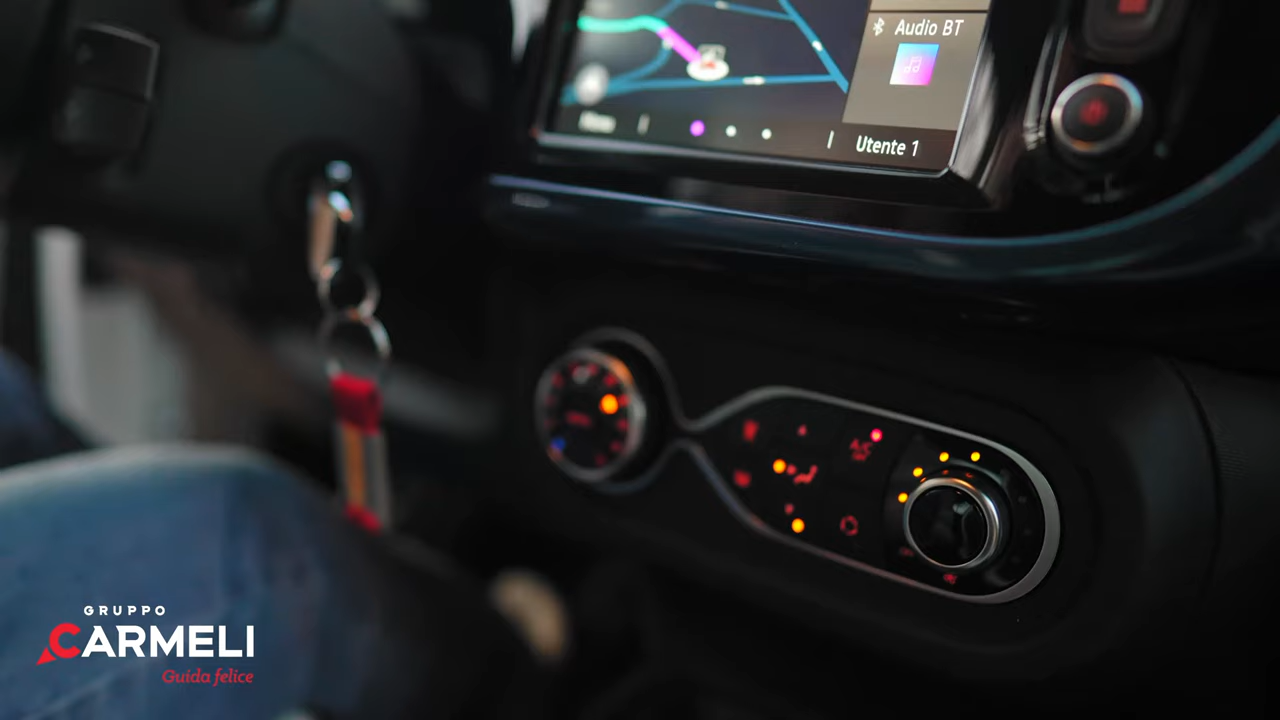 Audio BT
Utente 1
A/C
GRUPPO
CARMELI
Guida felice